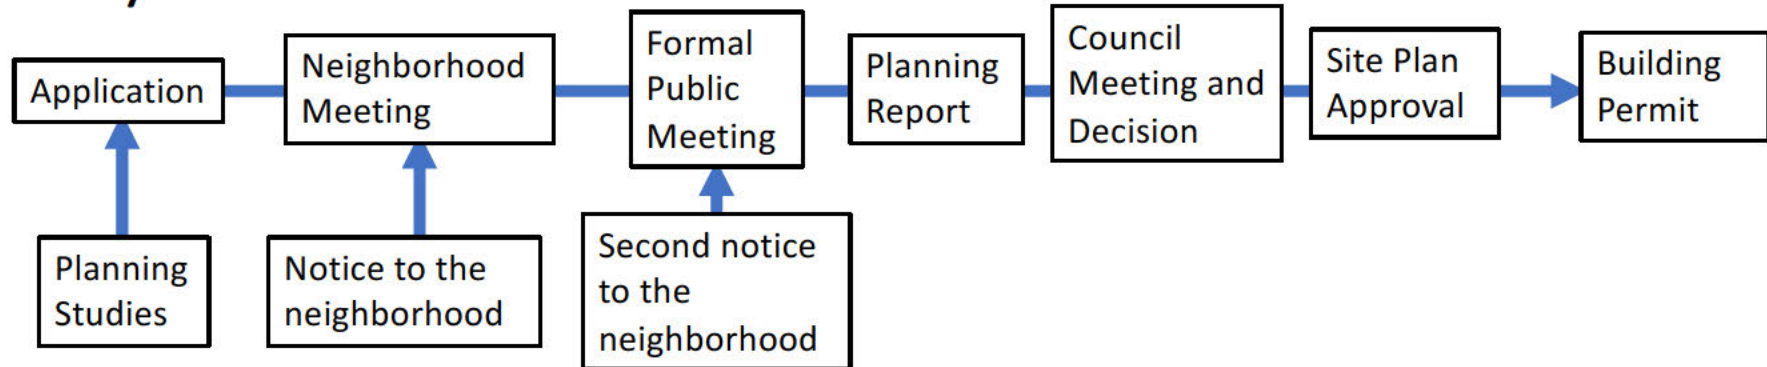 Application
Neighborhood
Meeting
Formal
Public
Meeting
Planning
Report
Council
Meeting and
Decision
Site Plan
Approval
Building
Permit
Planning
Studies
Notice to the
neighborhood
Second notice
to the
neighborhood